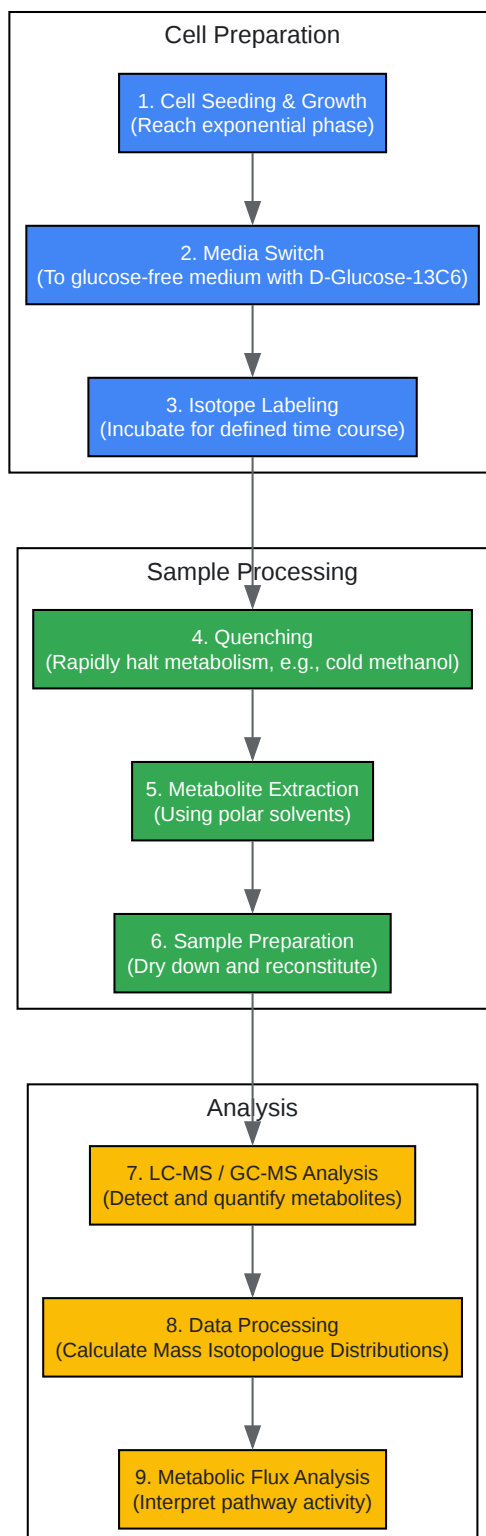 Cell Preparation
1. Cell Seeding & Growth
(Reach exponential phase)
2. Media Switch
(To glucose-free medium with D-Glucose-13C6)
3. Isotope Labeling
(Incubate for defined time course)
Sample Processing
4. Quenching
(Rapidly halt metabolism, e.g., cold methanol)
5. Metabolite Extraction
(Using polar solvents)
6. Sample Preparation
(Dry down and reconstitute)
Analysis
7. LC-MS / GC-MS Analysis
(Detect and quantify metabolites)
8. Data Processing
(Calculate Mass Isotopologue Distributions)
9. Metabolic Flux Analysis
(Interpret pathway activity)